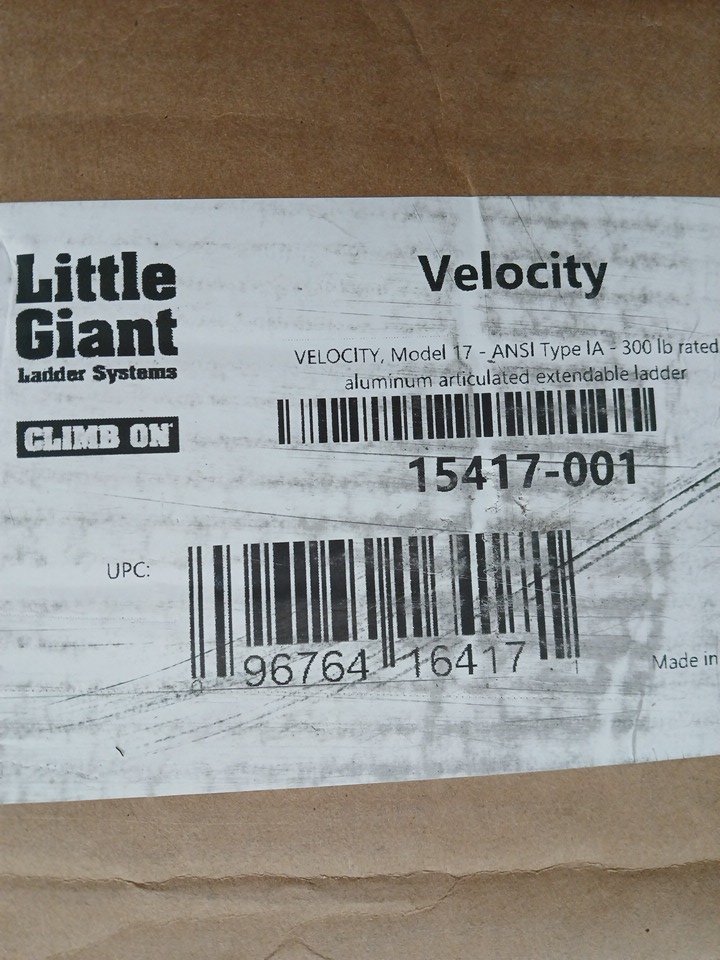 Little
Giant
Ladder Systems
CLIMB ON
Velocity
VELOCITY, Model 17 - ANSI Type IA - 300 lb rated
aluminum articulated extendable ladder
15417-001
UPC:
0 96764 16417 1
Made in